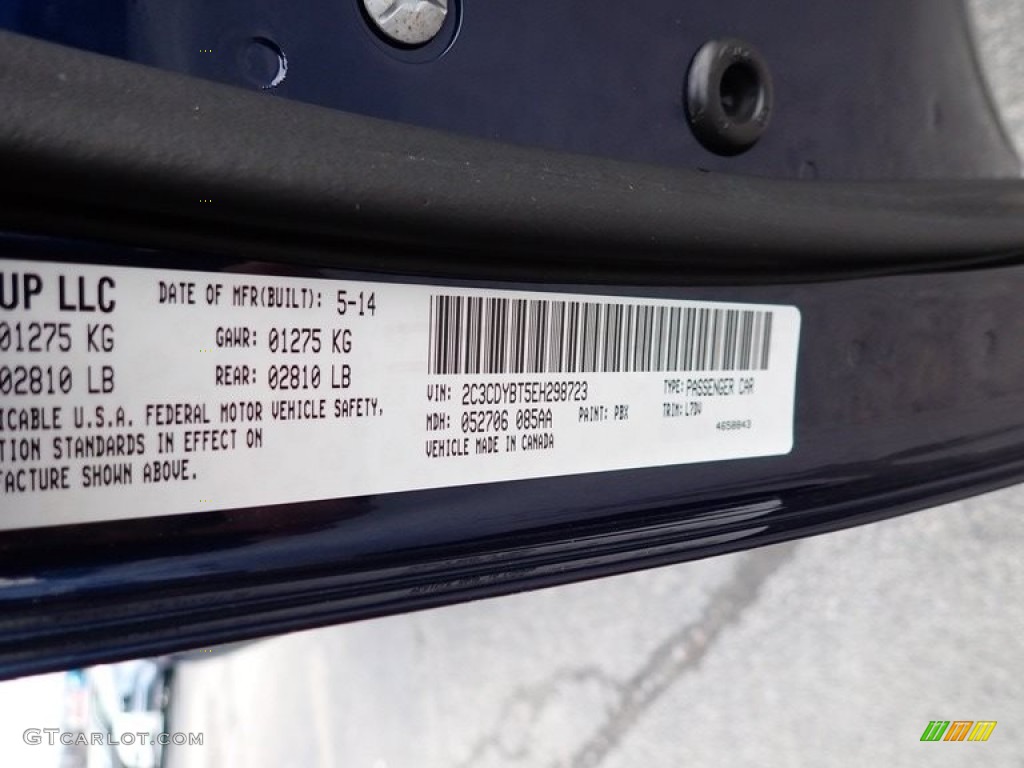 UP LLC DATE OF MFR(BUILT): 5-14
01275 KG GAWR: 01275 KG
02810 LB REAR: 02810 LB
ICABLE U.S.A. FEDERAL MOTOR VEHICLE SAFETY,
TION STANDARDS IN EFFECT ON
FACTURE SHOWN ABOVE.
VIN: 2C3CDYBT5EH298723 TYPE: PASSENGER CAR
MDH: 052706 085AA PAINT: PBX TRIM: L7DV
VEHICLE MADE IN CANADA 4658843
GTCARLOT.COM